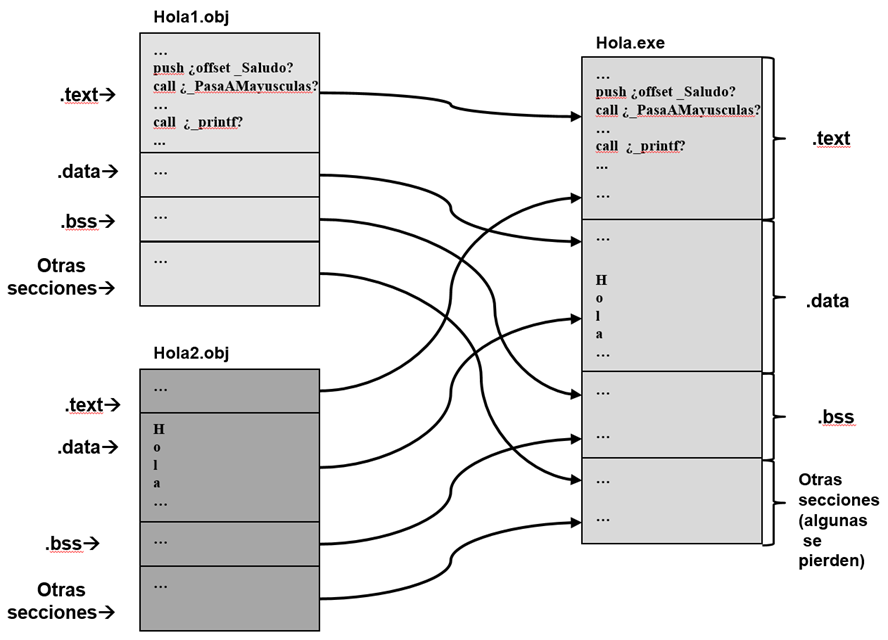 Hola1.obj
.text→
…
push ¿offset _Saludo?
call ¿_PasaAMayusculas?
…
call ¿_printf?
...
.data→
…
.bss→
…
Otras
secciones→
…
Hola2.obj
.text→
…
.data→
H
o
l
a
…
.bss→
…
Otras
secciones→
…
Hola.exe
…
push ¿offset _Saludo?
call ¿_PasaAMayusculas?
…
call ¿_printf?
...
…
.text
…
H
o
l
a
…
.data
…
…
.bss
…
…
Otras
secciones
(algunas
se
pierden)